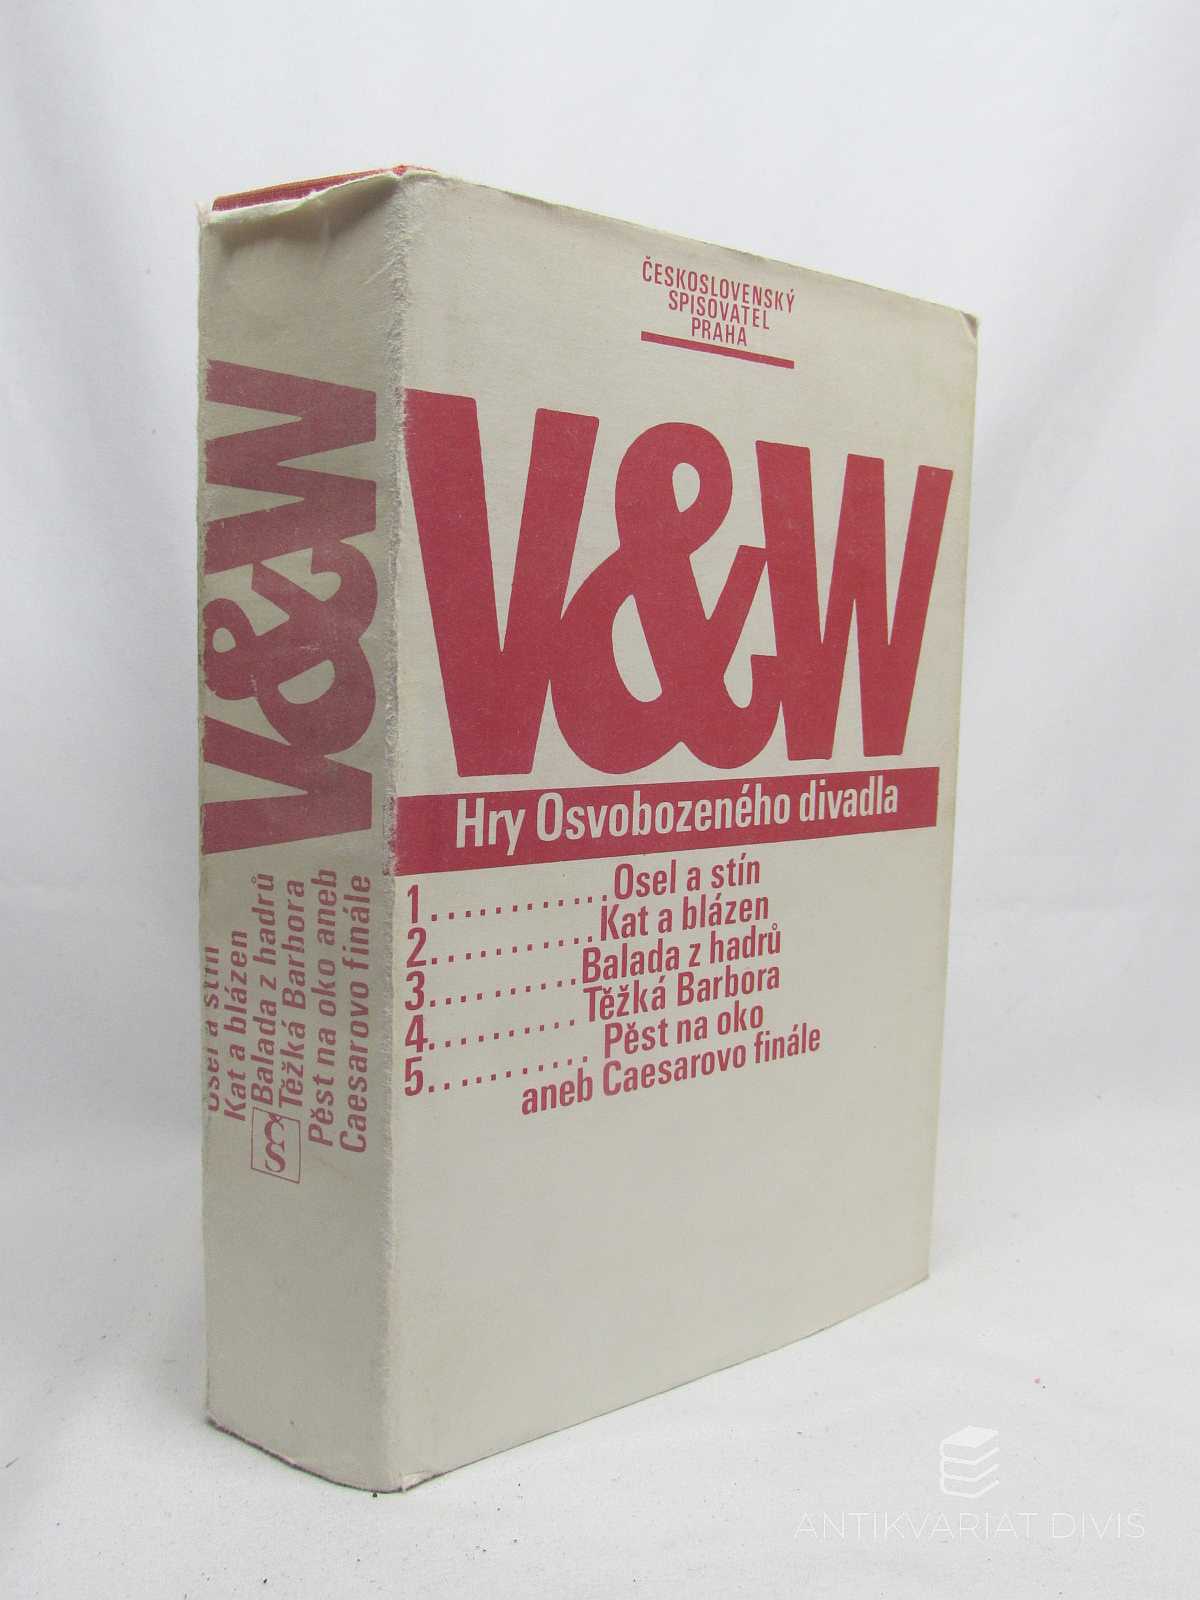 ČESKOSLOVENSKÝ
SPISOVATEL
PRAHA
V&W
Hry Osvobozeného divadla
1............Osel a stín
2...........Kat a blázen
3..........Balada z hadrů
4..........Těžká Barbora
5........... Pěst na oko
aneb Caesarovo finále
V&W
Osel a stín
Kat a blázen
Balada z hadrů
Těžká Barbora
Pěst na oko aneb
Caesarovo finále
ANTIKVARIAT DIVIŠ